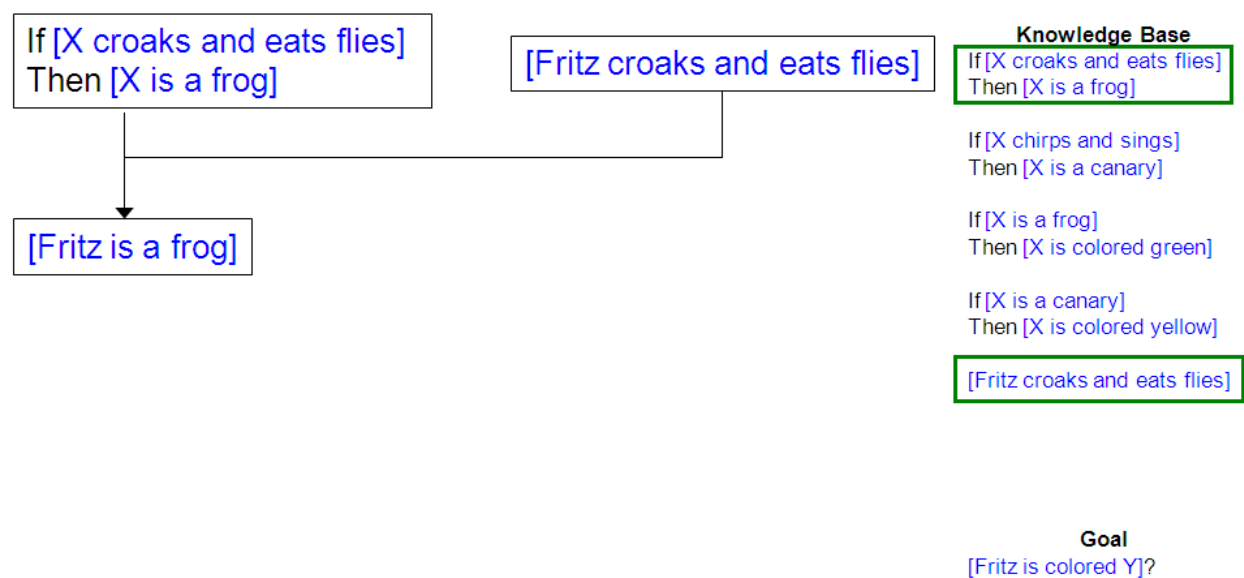 If [X croaks and eats flies]
Then [X is a frog]
[Fritz croaks and eats flies]
[Fritz is a frog]
Knowledge Base
If [X croaks and eats flies]
Then [X is a frog]
If [X chirps and sings]
Then [X is a canary]
If [X is a frog]
Then [X is colored green]
If [X is a canary]
Then [X is colored yellow]
[Fritz croaks and eats flies]
Goal
[Fritz is colored Y]?